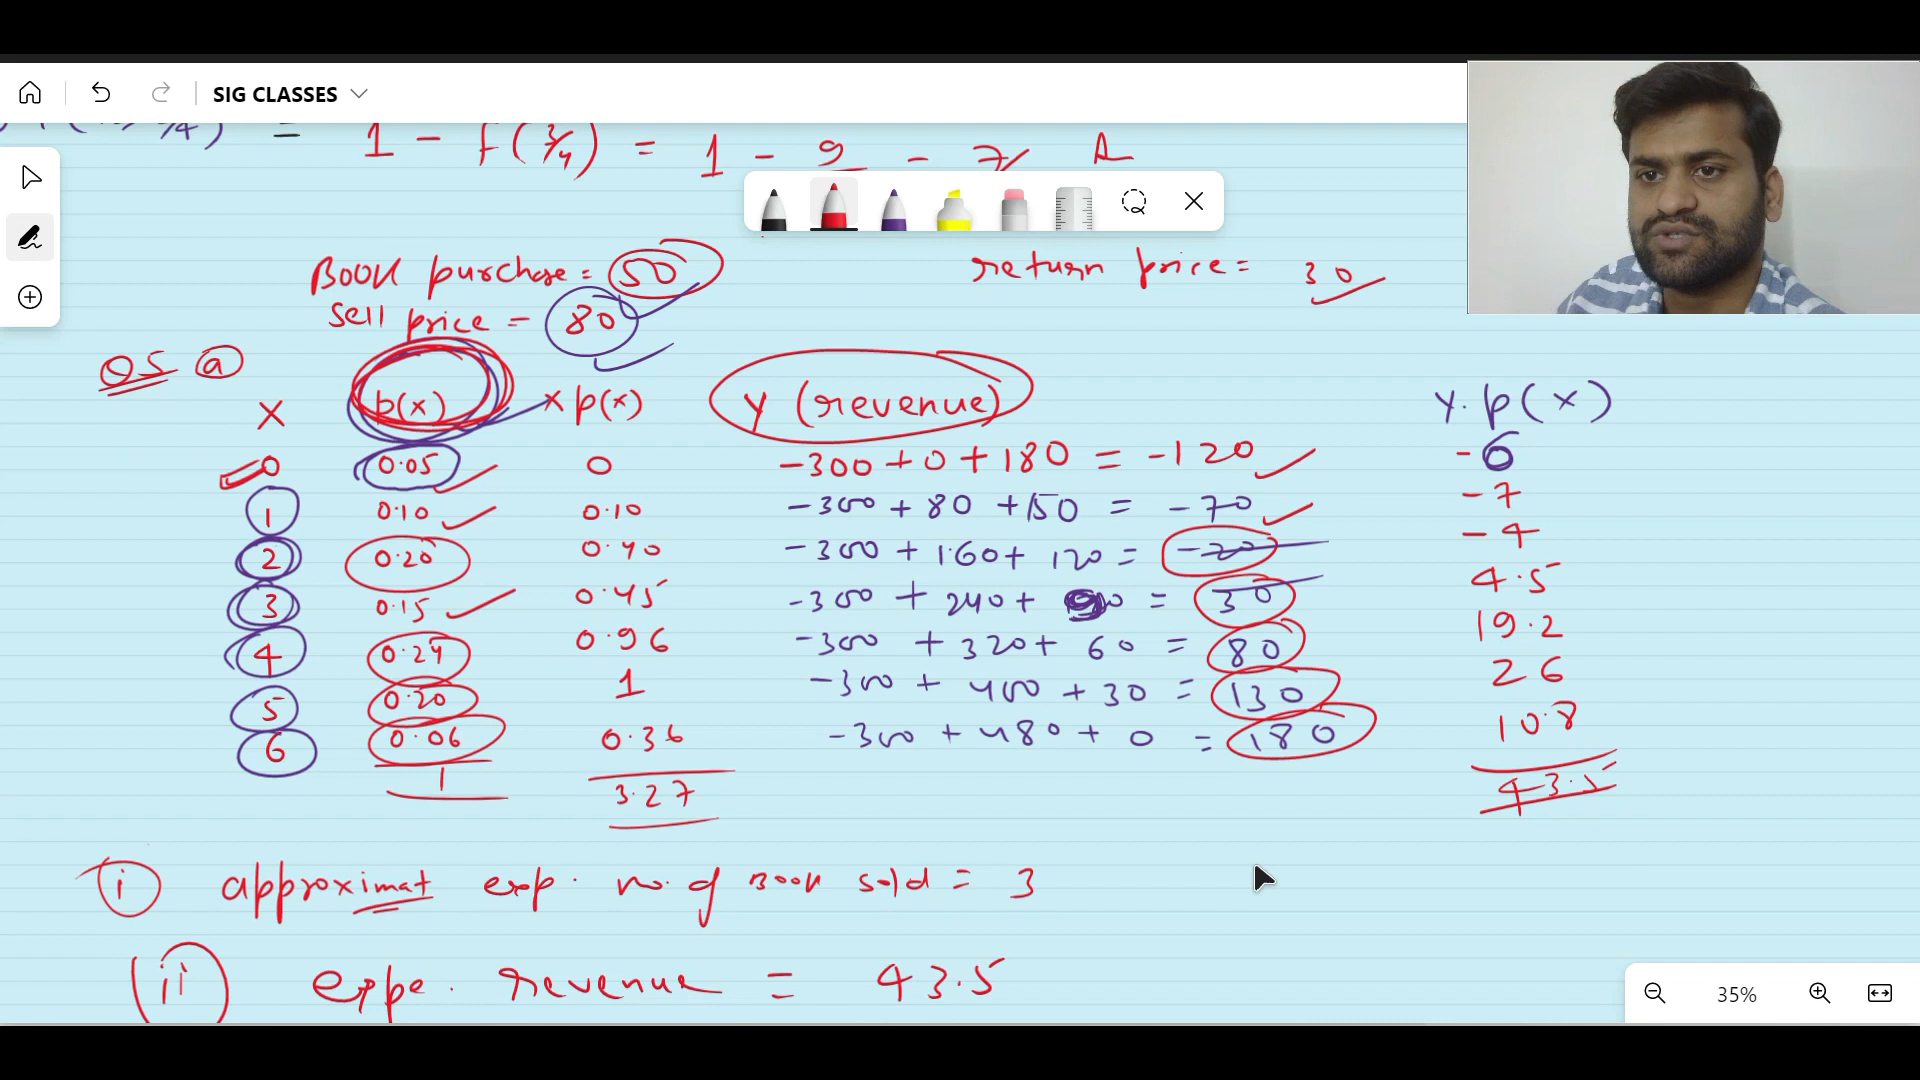 SIG CLASSES
1 - f(3/4) = 1 - 9 - 7/ A
Book purchase = 50
return price = 30
Sell price = 80
Q5 a
X p(x) x p(x) y (revenue) y. p(x)
0 0.05 0 -300 + 0 + 180 = -120 -6
1 0.10 0.10 -300 + 80 + 150 = -70 -7
2 0.20 0.40 -300 + 160 + 120 = -20 -4
3 0.15 0.45 -300 + 240 + 90 = 30 4.5
4 0.24 0.96 -300 + 320 + 60 = 80 19.2
5 0.20 1 -300 + 400 + 30 = 130 26
6 0.06 0.36 -300 + 480 + 0 = 180 10.8
1 3.27 43.5
i approximat exp. no. of Book sold = 3
ii expe. revenue = 43.5
35%